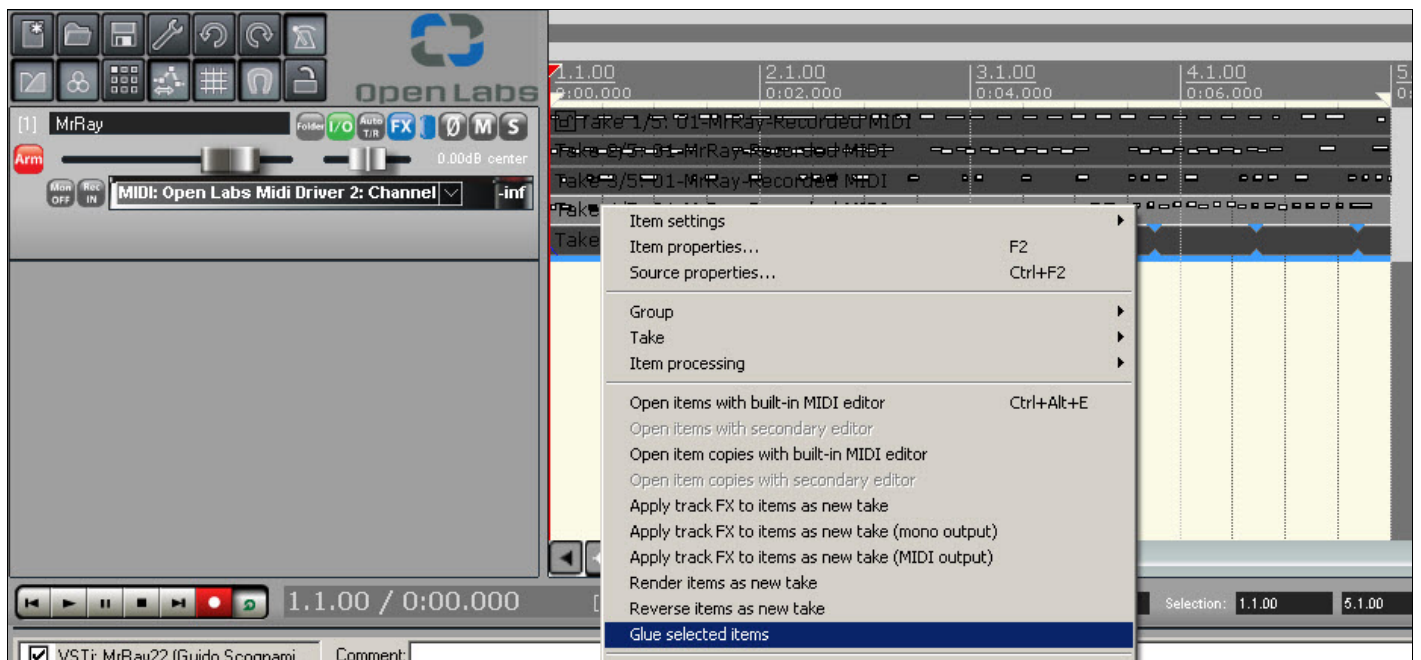 Open Labs
1.1.00 2.1.00 3.1.00 4.1.00 5.
0:00.000 0:02.000 0:04.000 0:06.000 0:
[1] MrRay Folder I/O Auto T/R FX Ø M S
Take 1/5: 01-MrRay-Recorded MIDI
Arm 0.00dB center
Take 2/5: 01-MrRay-Recorded MIDI
Mon OFF Rec IN MIDI: Open Labs Midi Driver 2: Channel -inf
Take 3/5: 01-MrRay-Recorded MIDI
Take
Take
Item settings
Item properties... F2
Source properties... Ctrl+F2
Group
Take
Item processing
Open items with built-in MIDI editor Ctrl+Alt+E
Open items with secondary editor
Open item copies with built-in MIDI editor
Open item copies with secondary editor
Apply track FX to items as new take
Apply track FX to items as new take (mono output)
Apply track FX to items as new take (MIDI output)
Render items as new take
Reverse items as new take
Glue selected items
1.1.00 / 0:00.000 [ Selection: 1.1.00 5.1.00
VSTi: MrRay22 (Guido Scognami Comment: